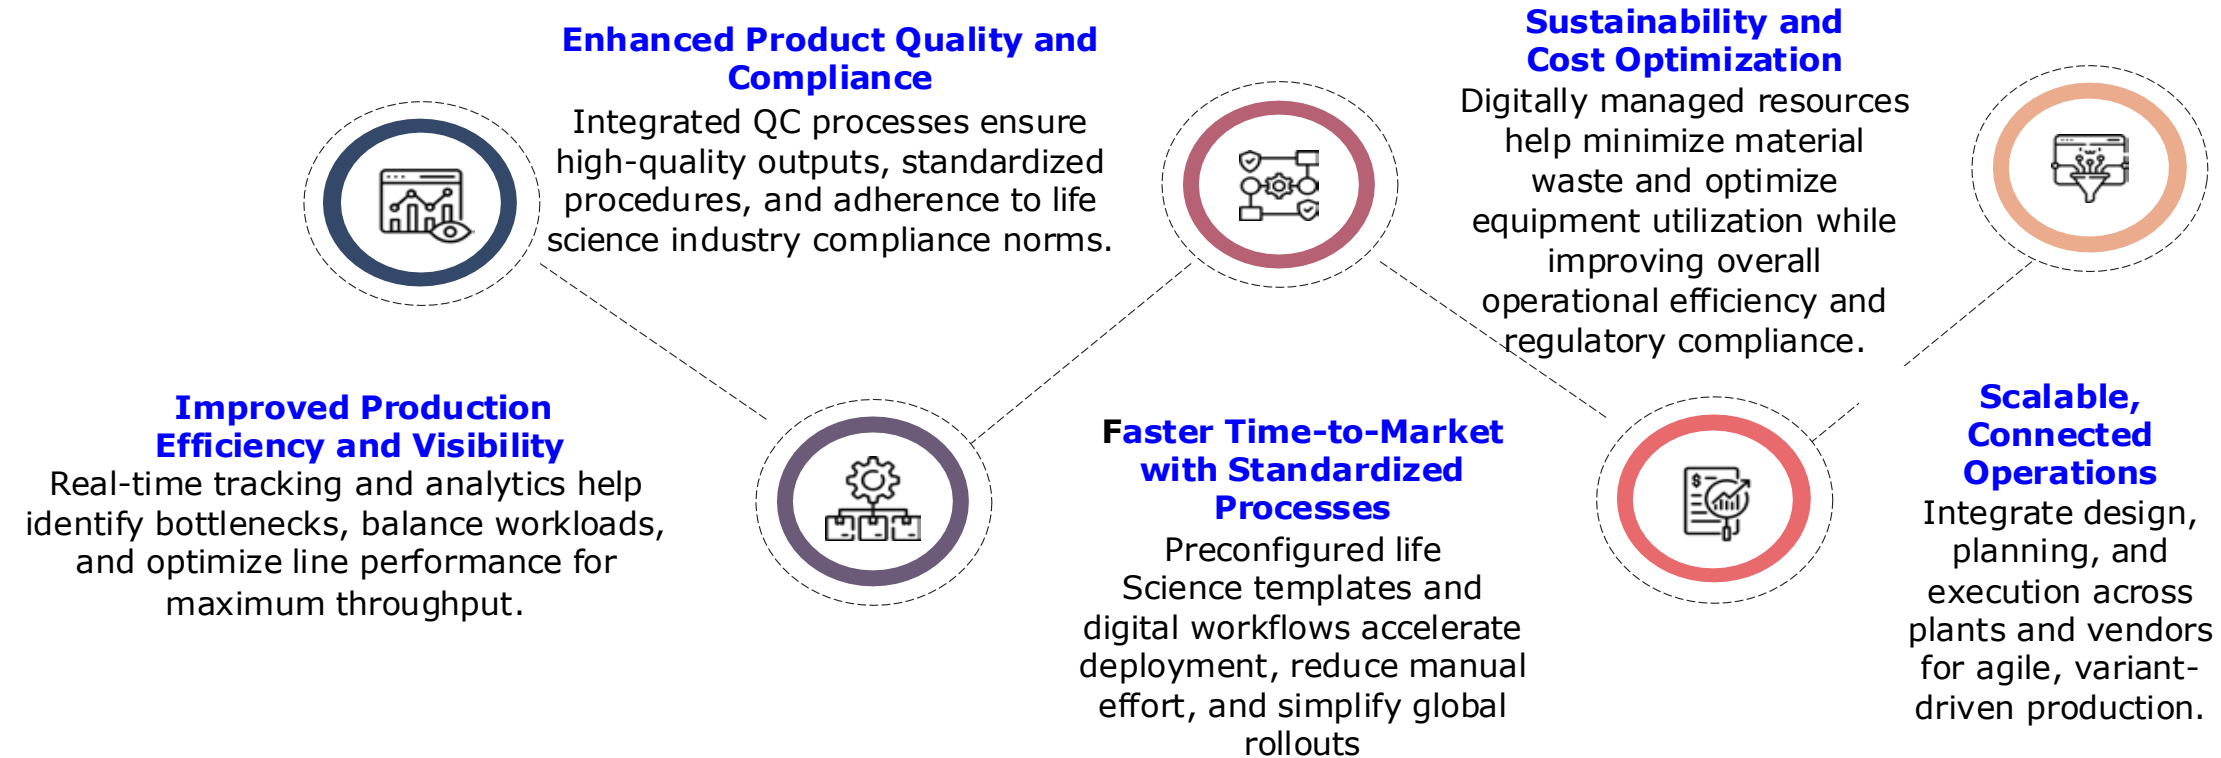 Improved Production
Efficiency and Visibility
Real-time tracking and analytics help
identify bottlenecks, balance workloads,
and optimize line performance for
maximum throughput.
Enhanced Product Quality and
Compliance
Integrated QC processes ensure
high-quality outputs, standardized
procedures, and adherence to life
science industry compliance norms.
Faster Time-to-Market
with Standardized
Processes
Preconfigured life
Science templates and
digital workflows accelerate
deployment, reduce manual
effort, and simplify global
rollouts
Sustainability and
Cost Optimization
Digitally managed resources
help minimize material
waste and optimize
equipment utilization while
improving overall
operational efficiency and
regulatory compliance.
Scalable,
Connected
Operations
Integrate design,
planning, and
execution across
plants and vendors
for agile, variant-
driven production.
$